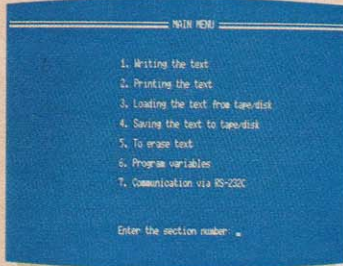 MAIN MENU
1. Writing the text
2. Printing the text
3. Loading the text from tape/disk
4. Saving the text to tape/disk
5. To erase text
6. Program variables
7. Communication via RS-232C
Enter the section number: